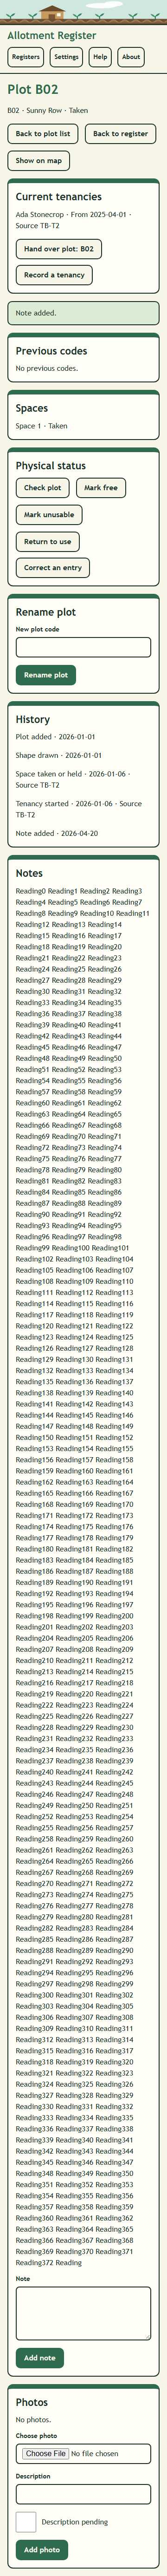 Allotment Register
Registers
Settings
Help
About
Plot B02
B02 - Sunny Row - Taken
Back to plot list
Back to register
Show on map
Current tenancies
Ada Stonecrop - From 2025-04-01 -
Source TB-T2
Hand over plot: B02
Record a tenancy
Note added.
Previous codes
No previous codes.
Spaces
Space 1 - Taken
Physical status
Check plot
Mark free
Mark unusable
Return to use
Correct an entry
Rename plot
New plot code
Rename plot
History
Plot added - 2026-01-01
Shape drawn - 2026-01-01
Space taken or held - 2026-01-06 -
Source TB-T2
Tenancy started - 2026-01-06 - Source
TB-T2
Note added - 2026-04-20
Notes
Reading0 Reading1 Reading2 Reading3
Reading4 Reading5 Reading6 Reading7
Reading8 Reading9 Reading10 Reading11
Reading12 Reading13 Reading14
Reading15 Reading16 Reading17
Reading18 Reading19 Reading20
Reading21 Reading22 Reading23
Reading24 Reading25 Reading26
Reading27 Reading28 Reading29
Reading30 Reading31 Reading32
Reading33 Reading34 Reading35
Reading36 Reading37 Reading38
Reading39 Reading40 Reading41
Reading42 Reading43 Reading44
Reading45 Reading46 Reading47
Reading48 Reading49 Reading50
Reading51 Reading52 Reading53
Reading54 Reading55 Reading56
Reading57 Reading58 Reading59
Reading60 Reading61 Reading62
Reading63 Reading64 Reading65
Reading66 Reading67 Reading68
Reading69 Reading70 Reading71
Reading72 Reading73 Reading74
Reading75 Reading76 Reading77
Reading78 Reading79 Reading80
Reading81 Reading82 Reading83
Reading84 Reading85 Reading86
Reading87 Reading88 Reading89
Reading90 Reading91 Reading92
Reading93 Reading94 Reading95
Reading96 Reading97 Reading98
Reading99 Reading100 Reading101
Reading102 Reading103 Reading104
Reading105 Reading106 Reading107
Reading108 Reading109 Reading110
Reading111 Reading112 Reading113
Reading114 Reading115 Reading116
Reading117 Reading118 Reading119
Reading120 Reading121 Reading122
Reading123 Reading124 Reading125
Reading126 Reading127 Reading128
Reading129 Reading130 Reading131
Reading132 Reading133 Reading134
Reading135 Reading136 Reading137
Reading138 Reading139 Reading140
Reading141 Reading142 Reading143
Reading144 Reading145 Reading146
Reading147 Reading148 Reading149
Reading150 Reading151 Reading152
Reading153 Reading154 Reading155
Reading156 Reading157 Reading158
Reading159 Reading160 Reading161
Reading162 Reading163 Reading164
Reading165 Reading166 Reading167
Reading168 Reading169 Reading170
Reading171 Reading172 Reading173
Reading174 Reading175 Reading176
Reading177 Reading178 Reading179
Reading180 Reading181 Reading182
Reading183 Reading184 Reading185
Reading186 Reading187 Reading188
Reading189 Reading190 Reading191
Reading192 Reading193 Reading194
Reading195 Reading196 Reading197
Reading198 Reading199 Reading200
Reading201 Reading202 Reading203
Reading204 Reading205 Reading206
Reading207 Reading208 Reading209
Reading210 Reading211 Reading212
Reading213 Reading214 Reading215
Reading216 Reading217 Reading218
Reading219 Reading220 Reading221
Reading222 Reading223 Reading224
Reading225 Reading226 Reading227
Reading228 Reading229 Reading230
Reading231 Reading232 Reading233
Reading234 Reading235 Reading236
Reading237 Reading238 Reading239
Reading240 Reading241 Reading242
Reading243 Reading244 Reading245
Reading246 Reading247 Reading248
Reading249 Reading250 Reading251
Reading252 Reading253 Reading254
Reading255 Reading256 Reading257
Reading258 Reading259 Reading260
Reading261 Reading262 Reading263
Reading264 Reading265 Reading266
Reading267 Reading268 Reading269
Reading270 Reading271 Reading272
Reading273 Reading274 Reading275
Reading276 Reading277 Reading278
Reading279 Reading280 Reading281
Reading282 Reading283 Reading284
Reading285 Reading286 Reading287
Reading288 Reading289 Reading290
Reading291 Reading292 Reading293
Reading294 Reading295 Reading296
Reading297 Reading298 Reading299
Reading300 Reading301 Reading302
Reading303 Reading304 Reading305
Reading306 Reading307 Reading308
Reading309 Reading310 Reading311
Reading312 Reading313 Reading314
Reading315 Reading316 Reading317
Reading318 Reading319 Reading320
Reading321 Reading322 Reading323
Reading324 Reading325 Reading326
Reading327 Reading328 Reading329
Reading330 Reading331 Reading332
Reading333 Reading334 Reading335
Reading336 Reading337 Reading338
Reading339 Reading340 Reading341
Reading342 Reading343 Reading344
Reading345 Reading346 Reading347
Reading348 Reading349 Reading350
Reading351 Reading352 Reading353
Reading354 Reading355 Reading356
Reading357 Reading358 Reading359
Reading360 Reading361 Reading362
Reading363 Reading364 Reading365
Reading366 Reading367 Reading368
Reading369 Reading370 Reading371
Reading372 Reading
Note
Add note
Photos
No photos.
Choose photo
Choose File No file chosen
Description
Description pending
Add photo